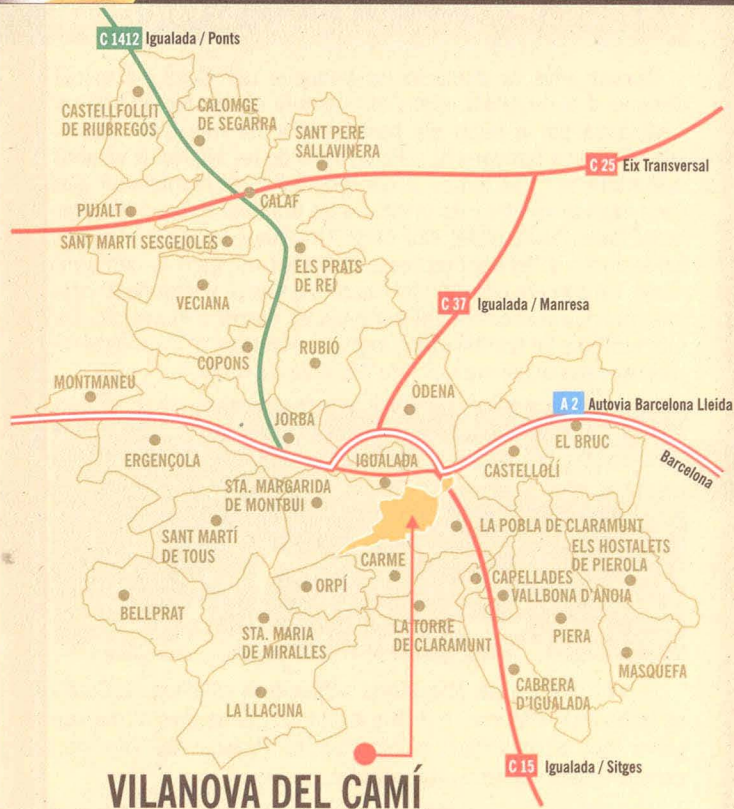 C 1412 Igualada / Ponts
CASTELLFOLLIT
DE RIUBREGÓS
CALOMGE
DE SEGARRA
SANT PERE
SALLAVINERA
C 25 Eix Transversal
PUJALT
CALAF
SANT MARTÍ SESGEIOLES
ELS PRATS
DE REI
VECIANA
C 37 Igualada / Manresa
COPONS
RUBIÓ
MONTMANEU
ÒDENA
A 2 Autovia Barcelona Lleida
JORBA
EL BRUC
ERGENÇOLA
IGUALADA
CASTELLOLÍ
Barcelona
STA. MARGARIDA
DE MONTBUI
SANT MARTÍ
DE TOUS
LA POBLA DE CLARAMUNT
ELS HOSTALETS
DE PIEROLA
CARME
ORPÍ
CAPELLADES
VALLBONA D'ANOIA
BELLPRAT
STA. MARIA
DE MIRALLES
LA TORRE
DE CLARAMUNT
PIERA
MASQUEFA
CABRERA
D'IGUALADA
LA LLACUNA
C 15 Igualada / Sitges
VILANOVA DEL CAMÍ